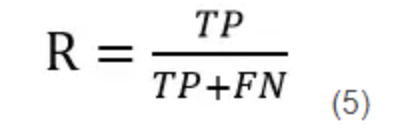 R = TP / TP+FN (5)